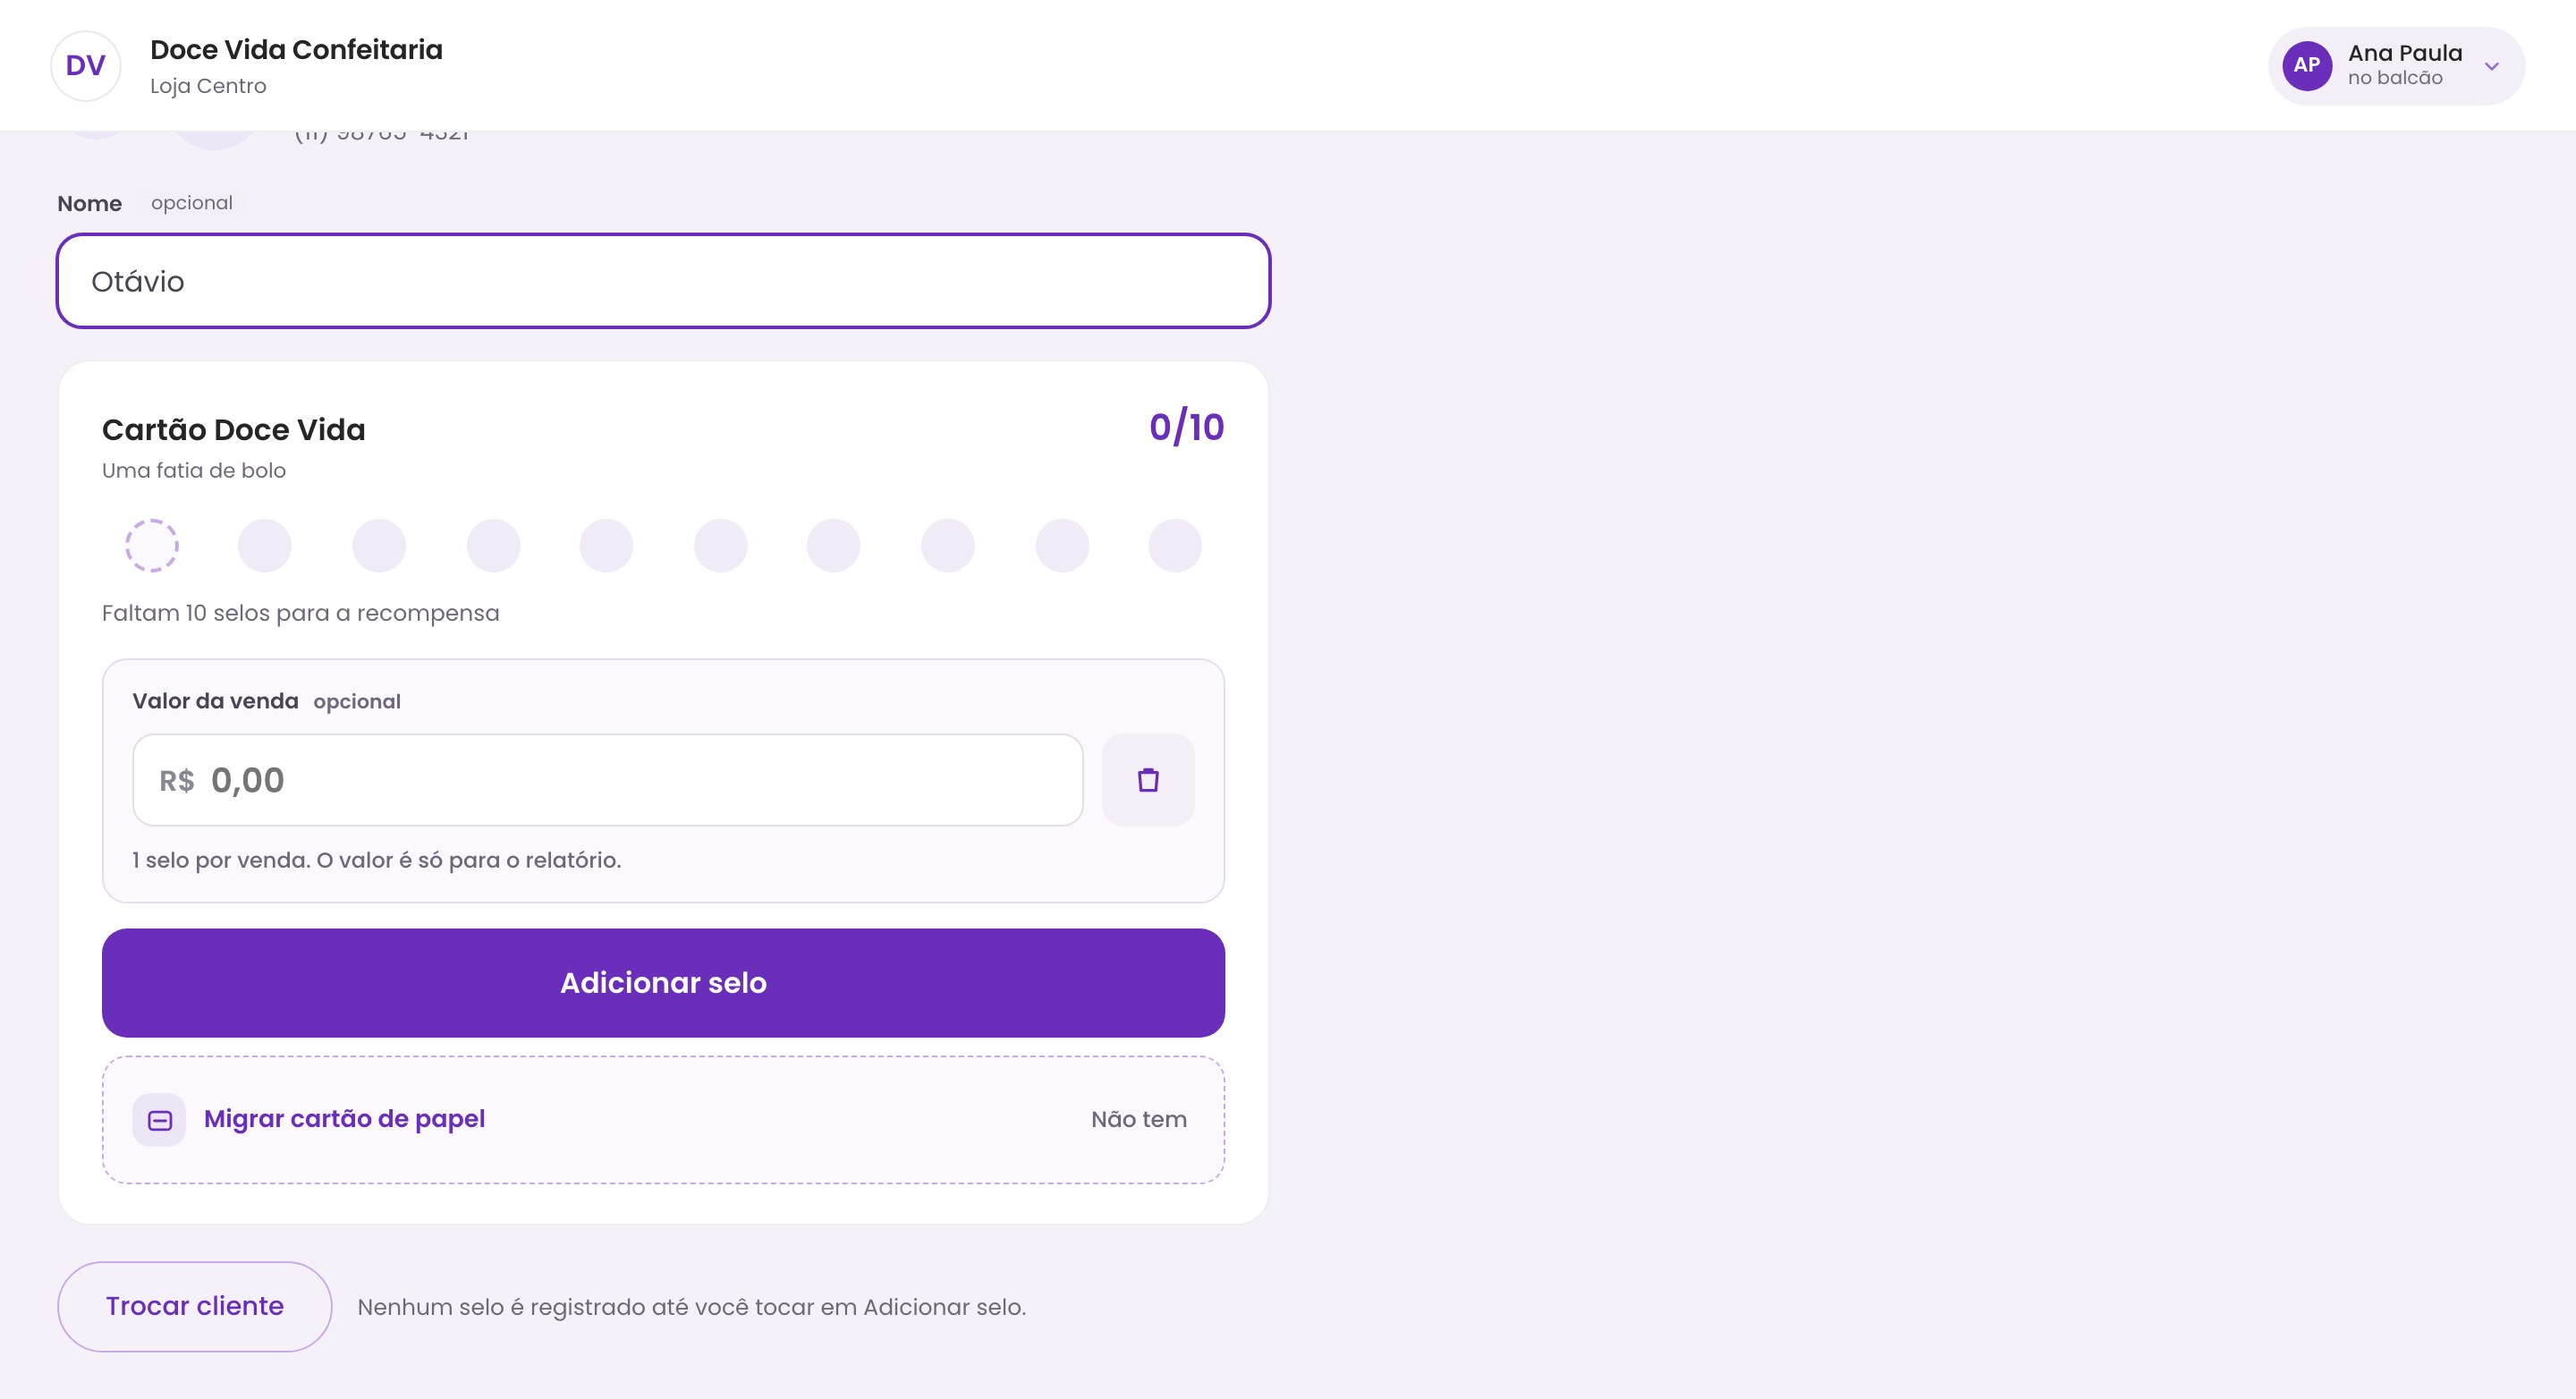 DV
Doce Vida Confeitaria
Loja Centro
AP
Ana Paula
no balcão
(11) 98765-4321
Nome opcional
Otávio
Cartão Doce Vida
0/10
Uma fatia de bolo
Faltam 10 selos para a recompensa
Valor da venda opcional
R$ 0,00
1 selo por venda. O valor é só para o relatório.
Adicionar selo
Migrar cartão de papel
Não tem
Trocar cliente
Nenhum selo é registrado até você tocar em Adicionar selo.